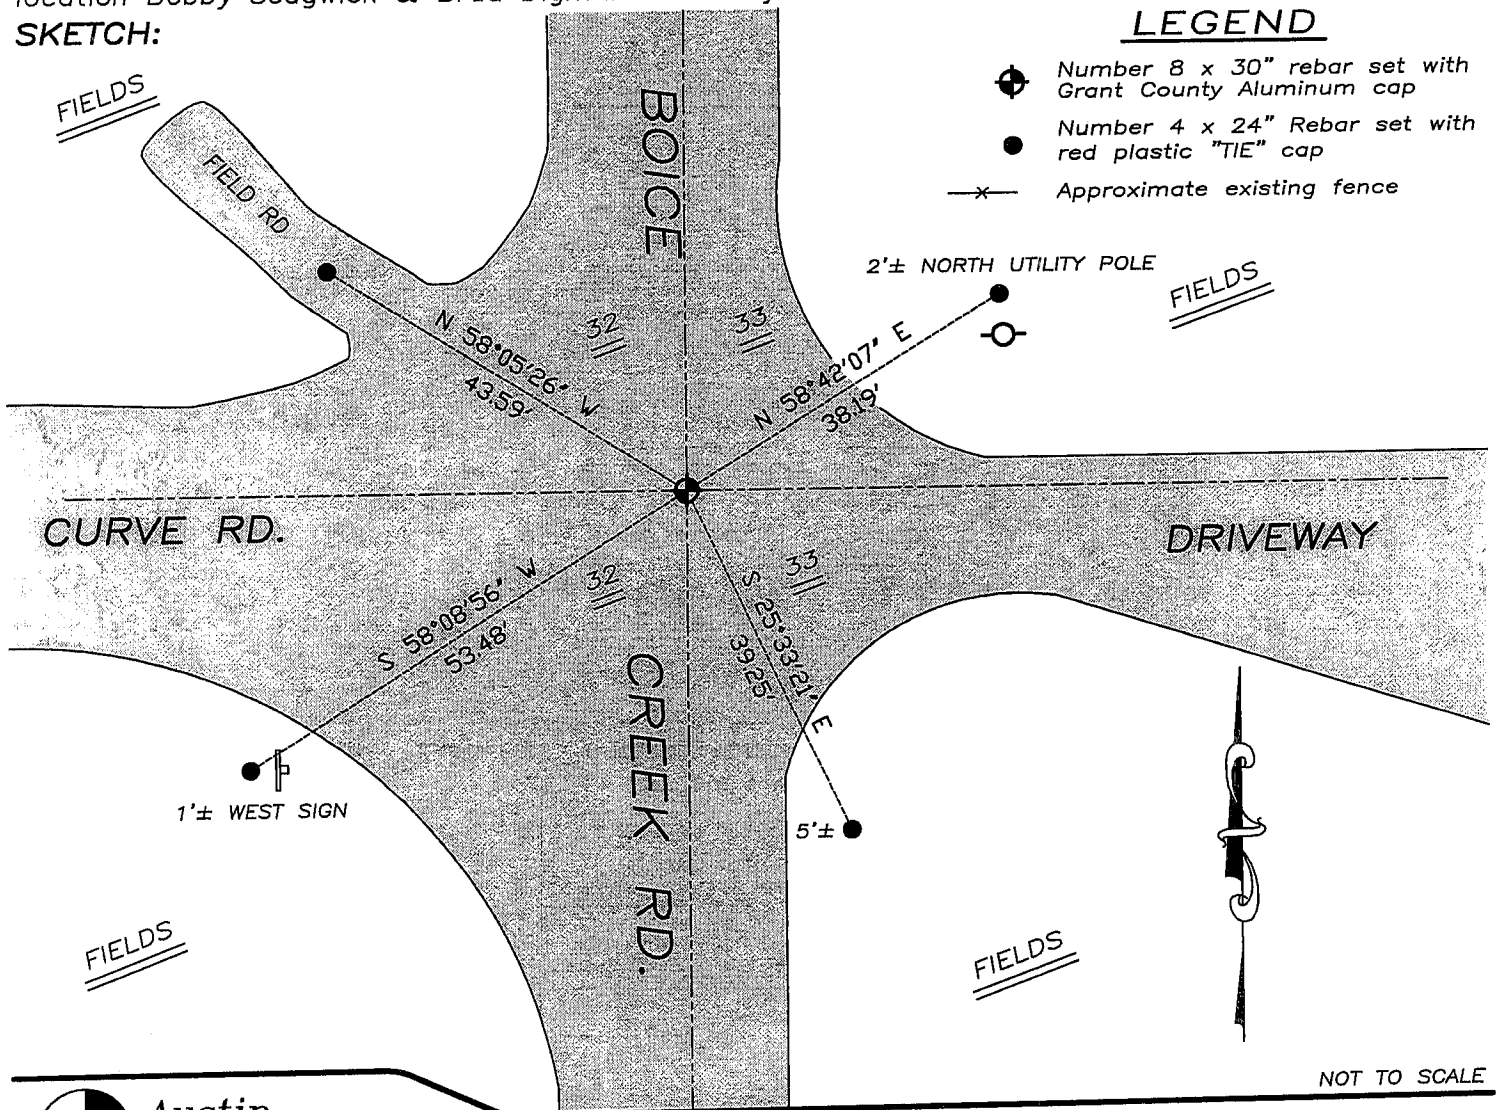 SKETCH:
LEGEND
Number 8 x 30" rebar set with
Grant County Aluminum cap
Number 4 x 24" Rebar set with
red plastic "TIE" cap
Approximate existing fence
FIELDS
FIELD RD
BOICE
2'± NORTH UTILITY POLE
FIELDS
32
33
N 58°05'26" W
43.59'
N 58°42'07" E
38.19'
CURVE RD.
DRIVEWAY
32
33
S 58°08'56" W
53.48'
S 25°33'21" E
39.25'
CREEK RD.
1'± WEST SIGN
5'±
FIELDS
FIELDS
NOT TO SCALE
Austin